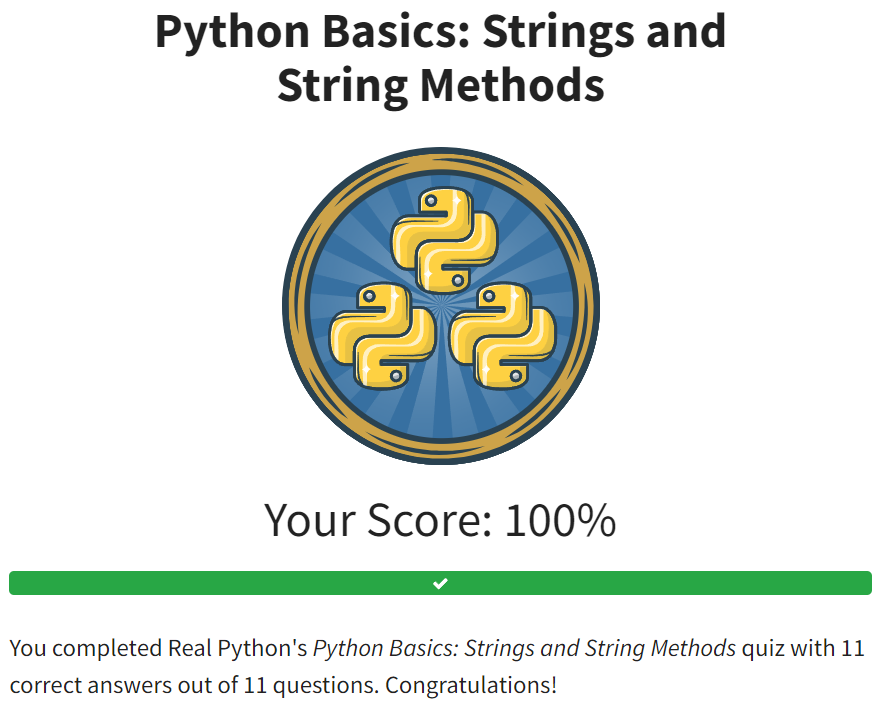 Python Basics: Strings and
String Methods
Your Score: 100%
You completed Real Python's Python Basics: Strings and String Methods quiz with 11
correct answers out of 11 questions. Congratulations!